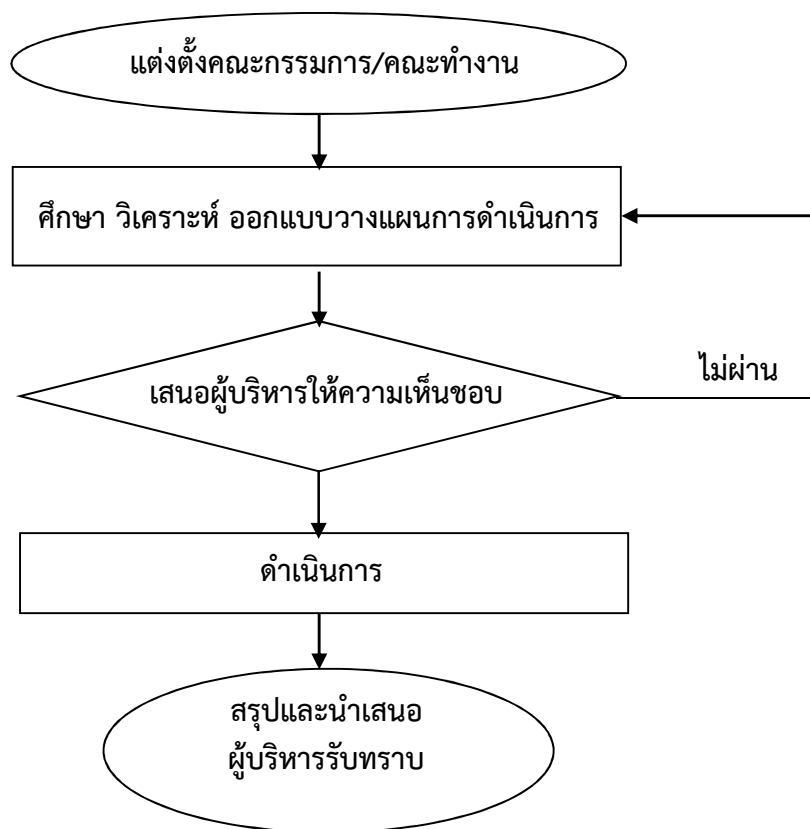 แต่งตั้งคณะกรรมการ/คณะทำงาน
ศึกษา วิเคราะห์ ออกแบบวางแผนการดำเนินการ
เสนอผู้บริหารให้ความเห็นชอบ
ไม่ผ่าน
ดำเนินการ
สรุปและนำเสนอ
ผู้บริหารรับทราบ